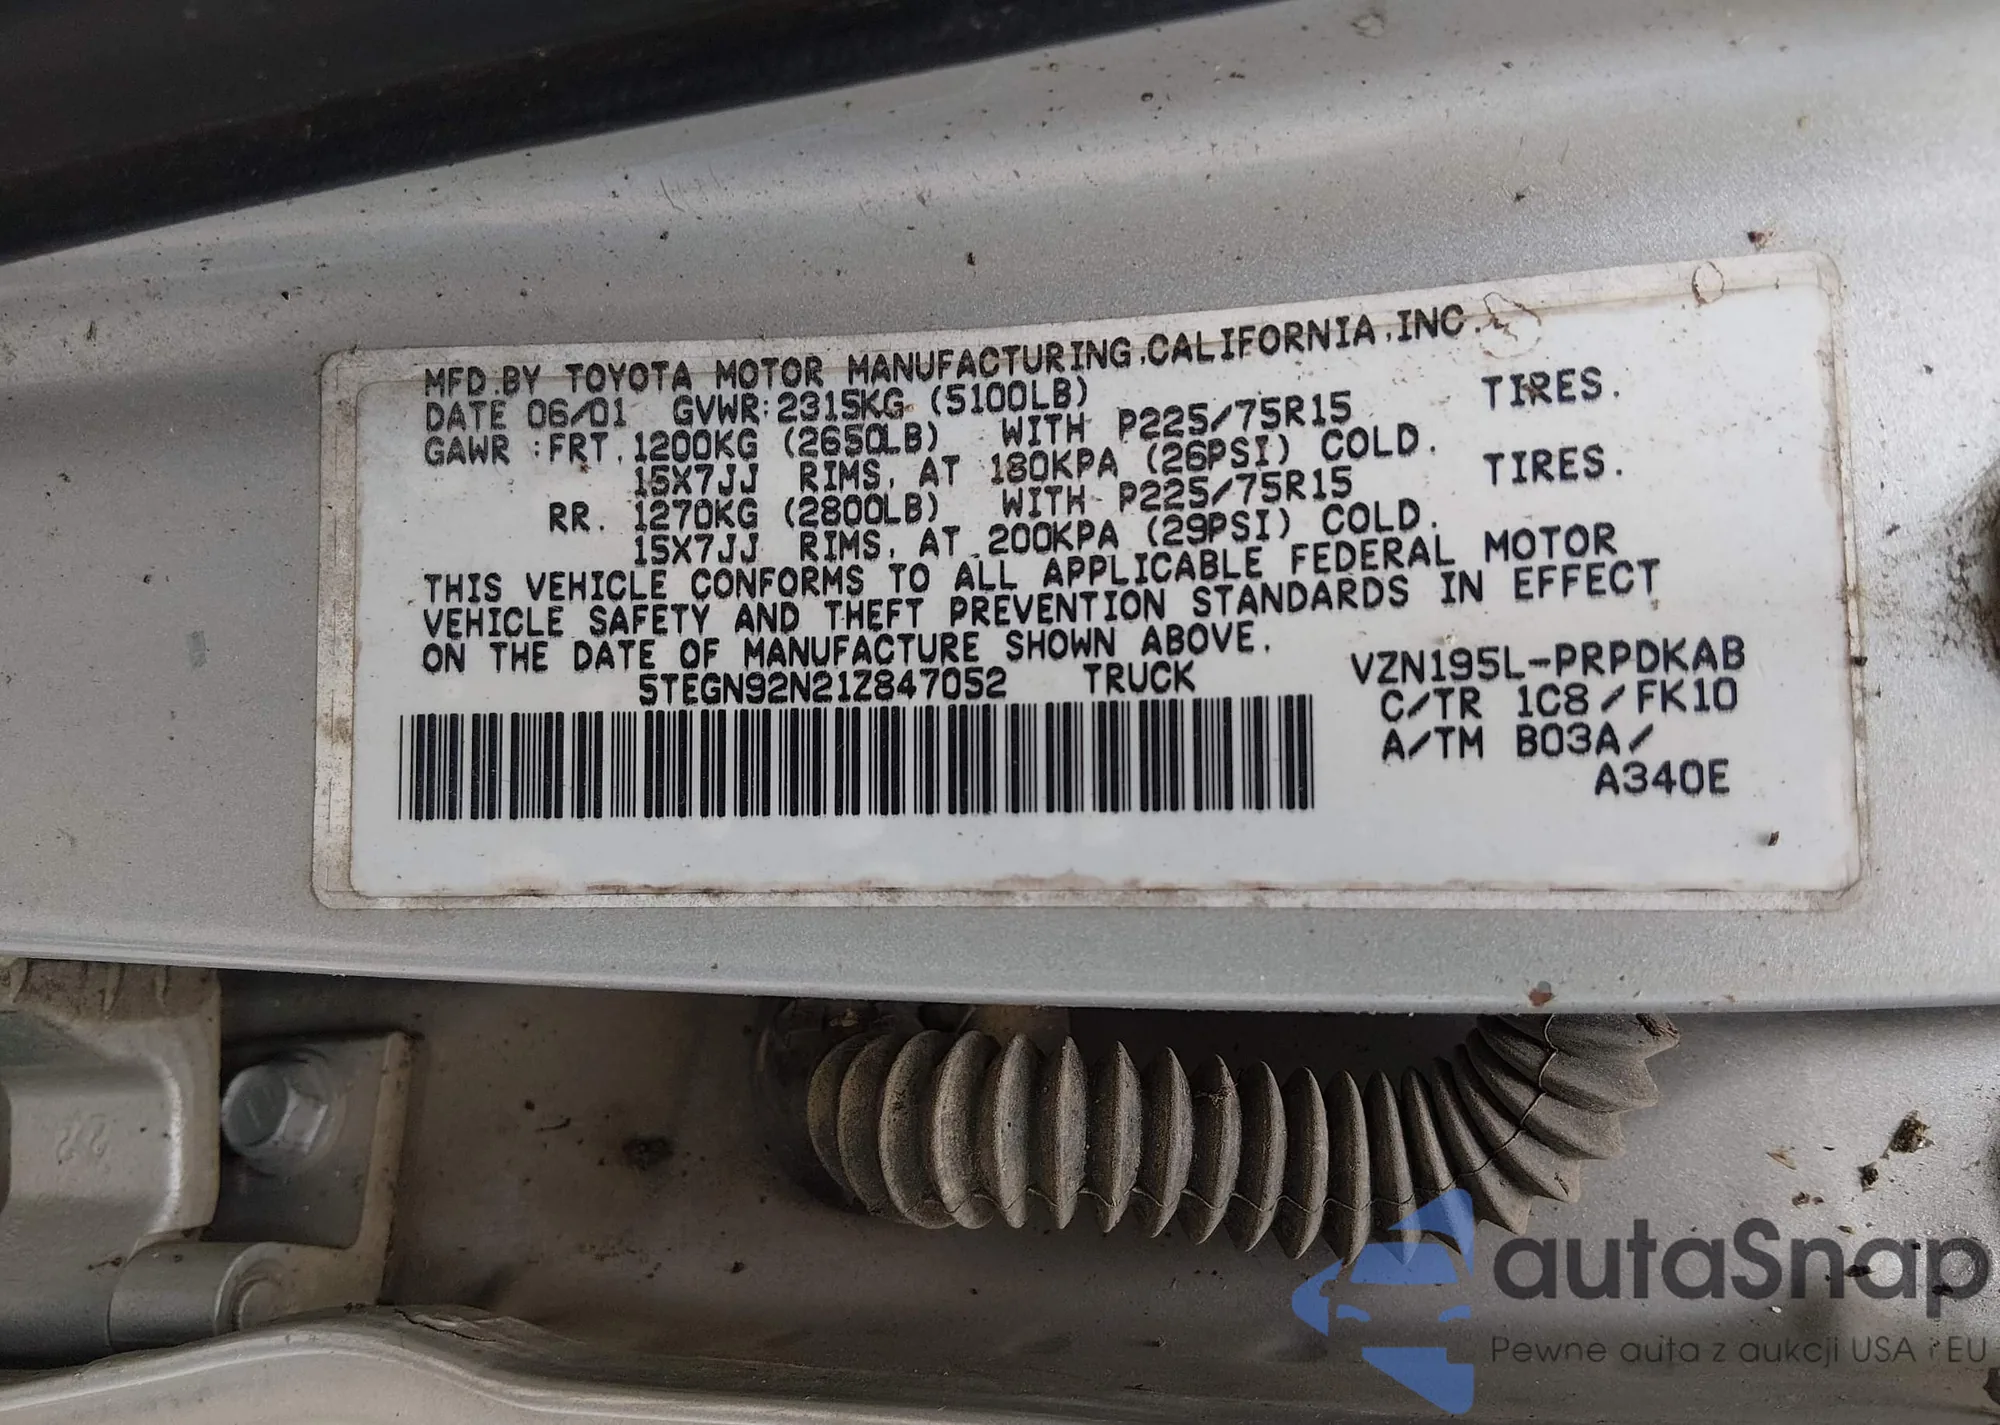 MFD.BY TOYOTA MOTOR MANUFACTURING,CALIFORNIA,INC.
DATE 06/01 GVWR:2315KG (5100LB)
GAWR :FRT. 1200KG (2650LB) WITH P225/75R15 TIRES.
15X7JJ RIMS, AT 180KPA (26PSI) COLD.
RR. 1270KG (2800LB) WITH P225/75R15 TIRES.
15X7JJ RIMS, AT 200KPA (29PSI) COLD.
THIS VEHICLE CONFORMS TO ALL APPLICABLE FEDERAL MOTOR
VEHICLE SAFETY AND THEFT PREVENTION STANDARDS IN EFFECT
ON THE DATE OF MANUFACTURE SHOWN ABOVE.
5TEGN92N21Z847052 TRUCK VZN195L-PRPDKAB
C/TR 1C8/FK10
A/TM B03A/
A340E
22
autaSnap
Pewne auta z aukcji USA i EU